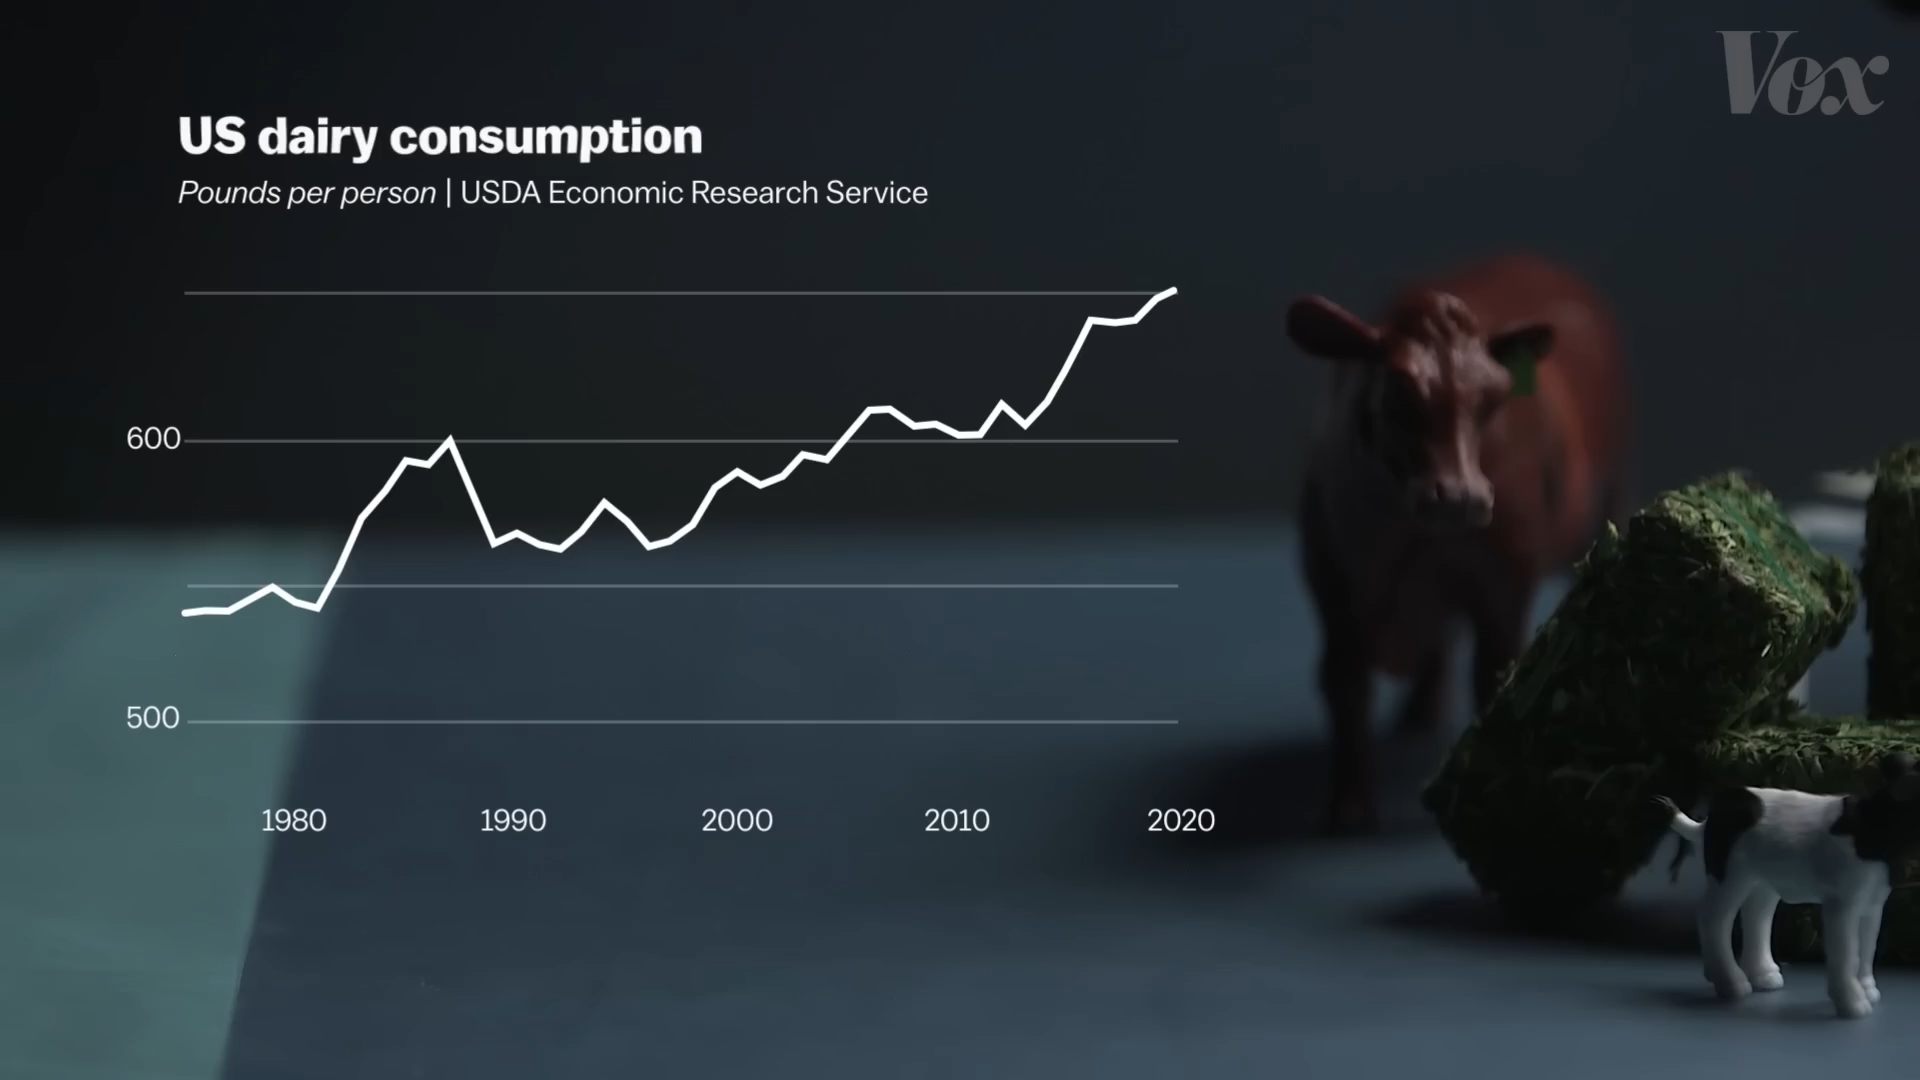 Vox
US dairy consumption
Pounds per person | USDA Economic Research Service
600
500
1980 1990 2000 2010 2020